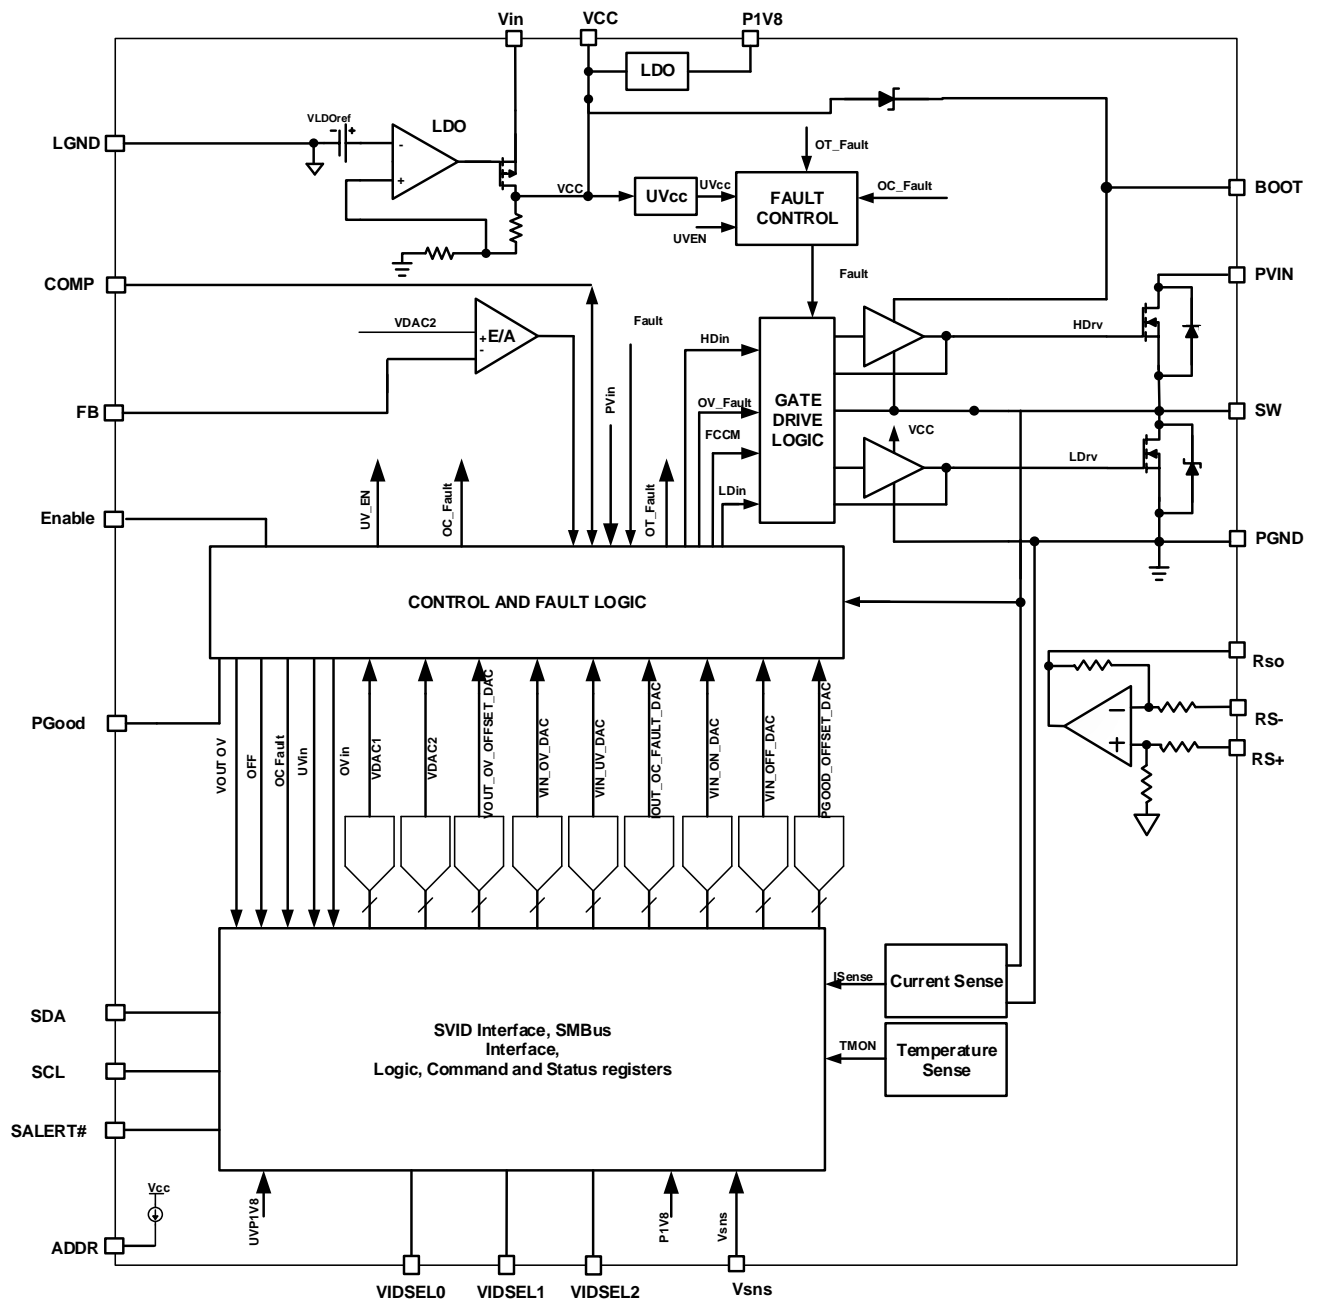 Vin
VCC
P1V8
LDO
VLDOref
- +
LDO
LGND
-
+
OT_Fault
VCC
UVcc
UVcc
FAULT
CONTROL
OC_Fault
BOOT
UVEN
COMP
Fault
PVIN
VDAC2
+
-
E/A
Fault
HDin
HDrv
PVin
FB
OV_Fault
GATE
DRIVE
LOGIC
SW
FCCM
VCC
LDrv
LDin
Enable
UV_EN
OC_Fault
OT_Fault
PGND
CONTROL AND FAULT LOGIC
Rso
PGood
RS-
RS+
−
+
VOUT OV
OFF
OC Fault
UVin
OVin
VDAC1
VDAC2
VOUT_OV_OFFSET_DAC
VIN_OV_DAC
VIN_UV_DAC
IOUT_OC_FAULT_DAC
VIN_ON_DAC
VIN_OFF_DAC
PGOOD_OFFSET_DAC
ISense
Current Sense
SDA
SVID Interface, SMBus
Interface,
Logic, Command and Status registers
TMON
Temperature
Sense
SCL
SALERT#
Vcc
ADDR
UVP1V8
P1V8
Vsns
VIDSEL0
VIDSEL1
VIDSEL2
Vsns